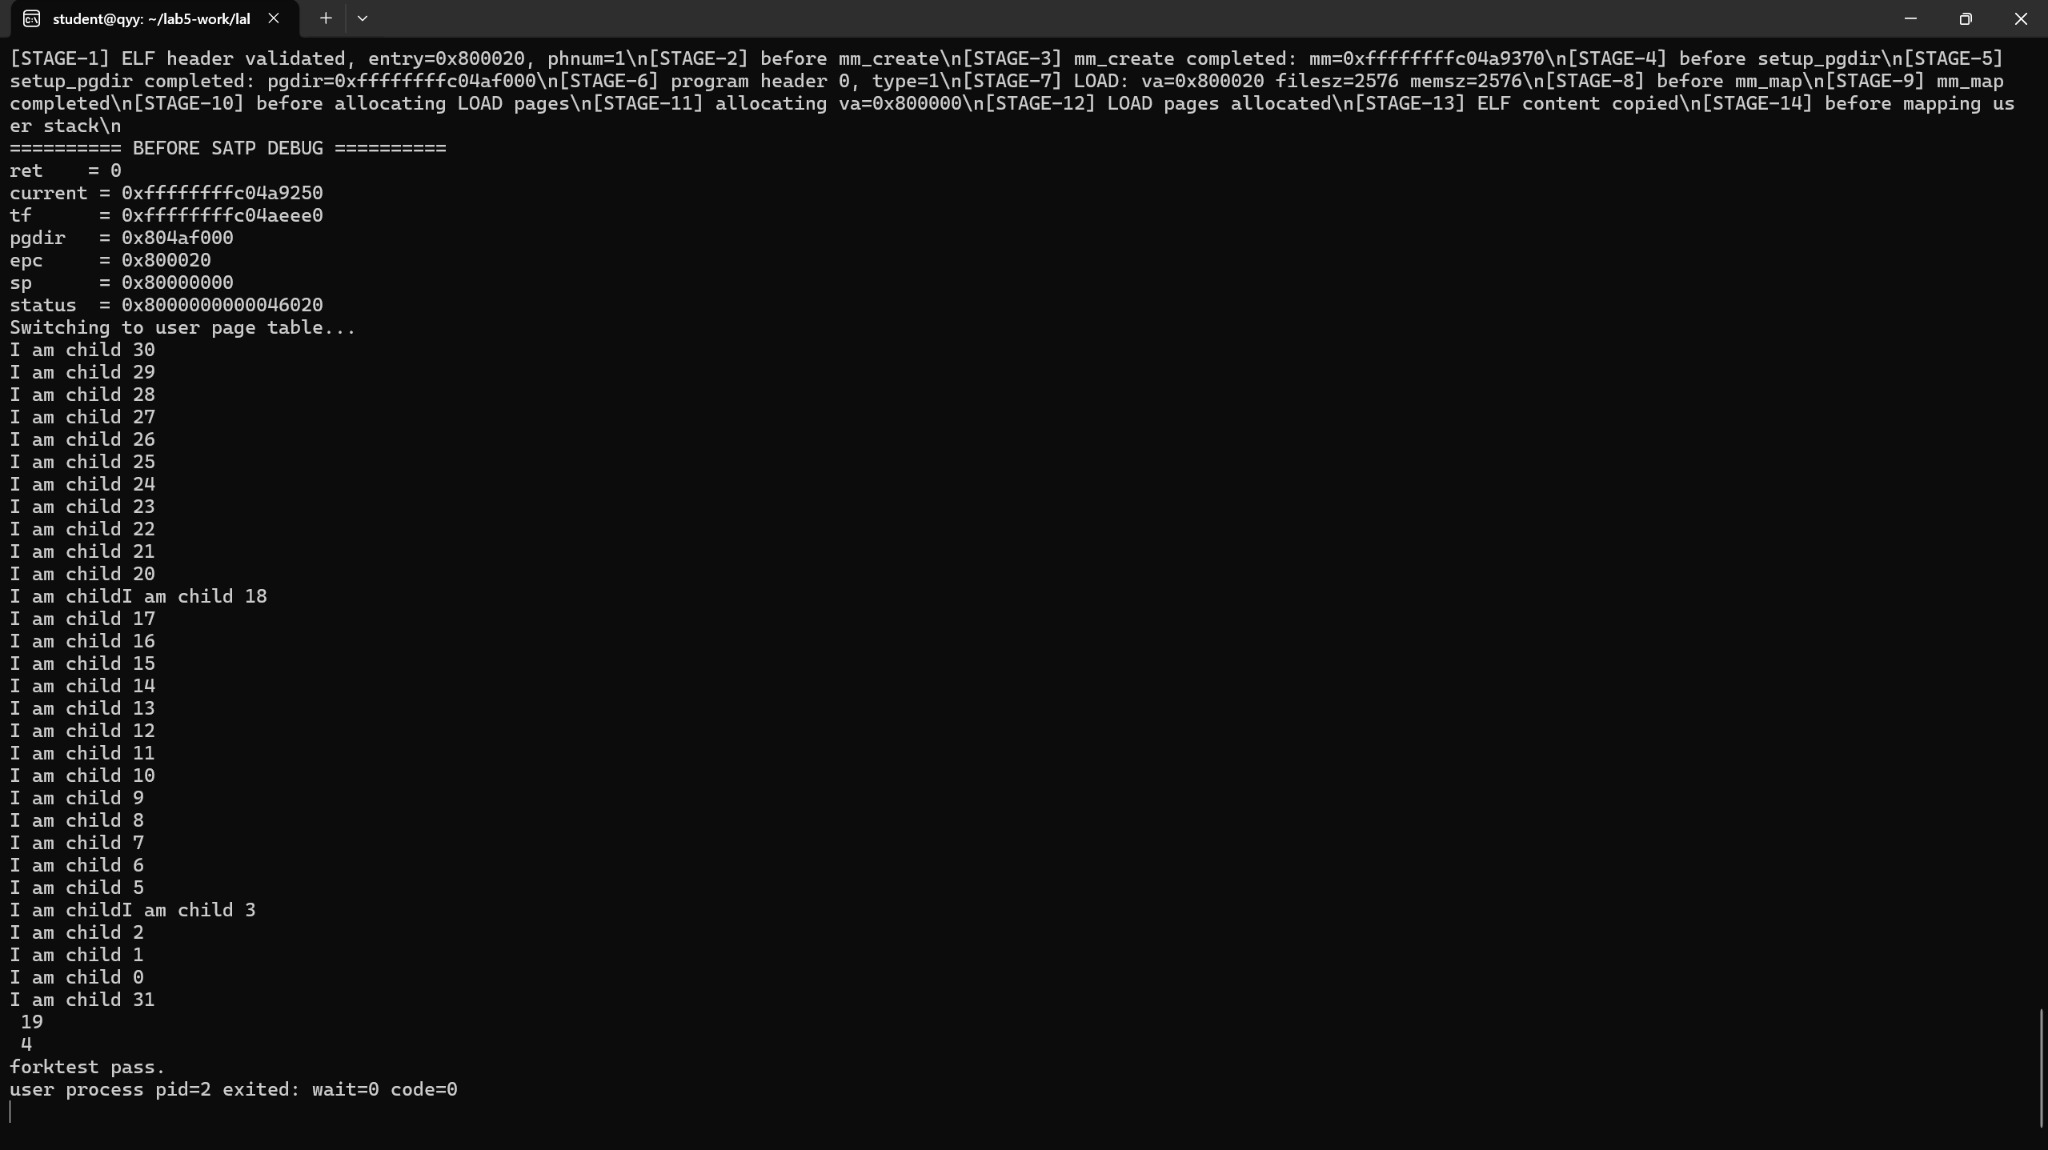 student@qyy: ~/lab5-work/lal
[STAGE-1] ELF header validated, entry=0x800020, phnum=1\n[STAGE-2] before mm_create\n[STAGE-3] mm_create completed: mm=0xffffffffc04a9370\n[STAGE-4] before setup_pgdir\n[STAGE-5]
setup_pgdir completed: pgdir=0xffffffffc04af000\n[STAGE-6] program header 0, type=1\n[STAGE-7] LOAD: va=0x800020 filesz=2576 memsz=2576\n[STAGE-8] before mm_map\n[STAGE-9] mm_map
completed\n[STAGE-10] before allocating LOAD pages\n[STAGE-11] allocating va=0x800000\n[STAGE-12] LOAD pages allocated\n[STAGE-13] ELF content copied\n[STAGE-14] before mapping us
er stack\n
========== BEFORE SATP DEBUG ==========
ret    = 0
current = 0xffffffffc04a9250
tf      = 0xffffffffc04aeee0
pgdir   = 0x804af000
epc     = 0x800020
sp      = 0x80000000
status  = 0x8000000000046020
Switching to user page table...
I am child 30
I am child 29
I am child 28
I am child 27
I am child 26
I am child 25
I am child 24
I am child 23
I am child 22
I am child 21
I am child 20
I am childI am child 18
I am child 17
I am child 16
I am child 15
I am child 14
I am child 13
I am child 12
I am child 11
I am child 10
I am child 9
I am child 8
I am child 7
I am child 6
I am child 5
I am childI am child 3
I am child 2
I am child 1
I am child 0
I am child 31
 19
 4
forktest pass.
user process pid=2 exited: wait=0 code=0